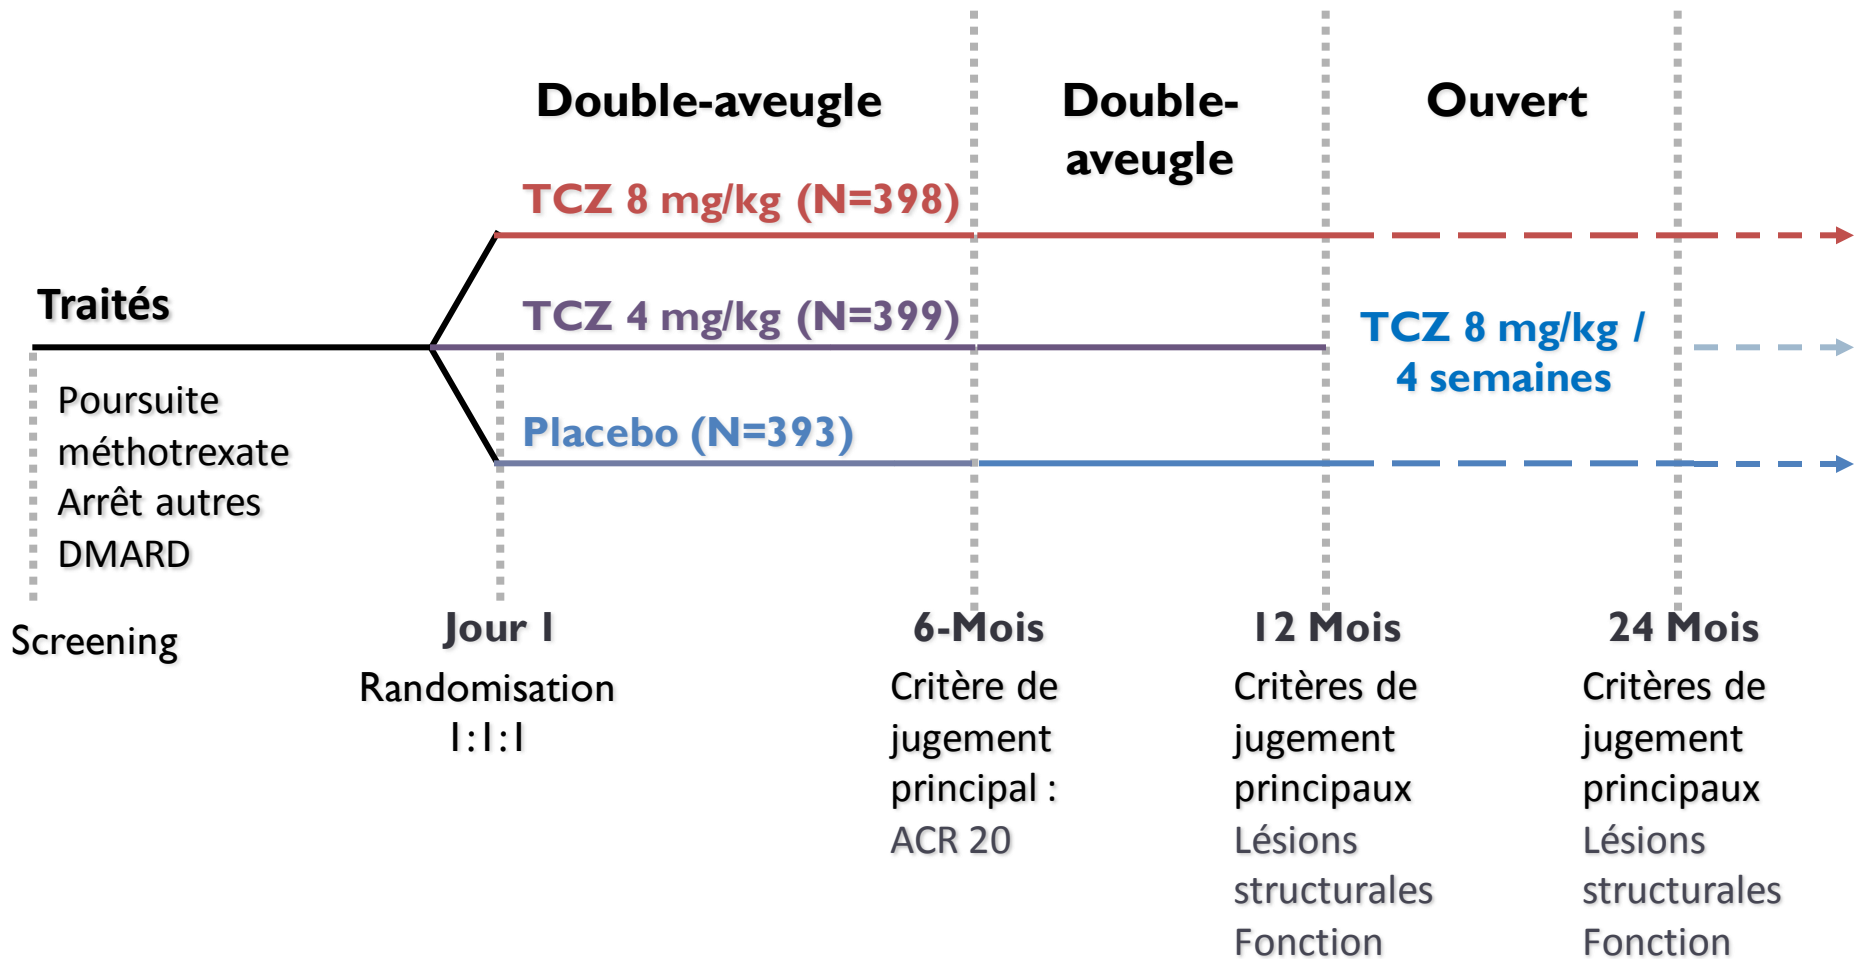 Double-aveugle
Double-
aveugle
Ouvert
TCZ 8 mg/kg (N=398)
Traités
TCZ 4 mg/kg (N=399)
TCZ 8 mg/kg /
4 semaines
Poursuite
méthotrexate
Arrêt autres
DMARD
Placebo (N=393)
Screening
Jour 1
Randomisation
1:1:1
6-Mois
Critère de
jugement
principal :
ACR 20
12 Mois
Critères de
jugement
principaux
Lésions
structurales
Fonction
24 Mois
Critères de
jugement
principaux
Lésions
structurales
Fonction